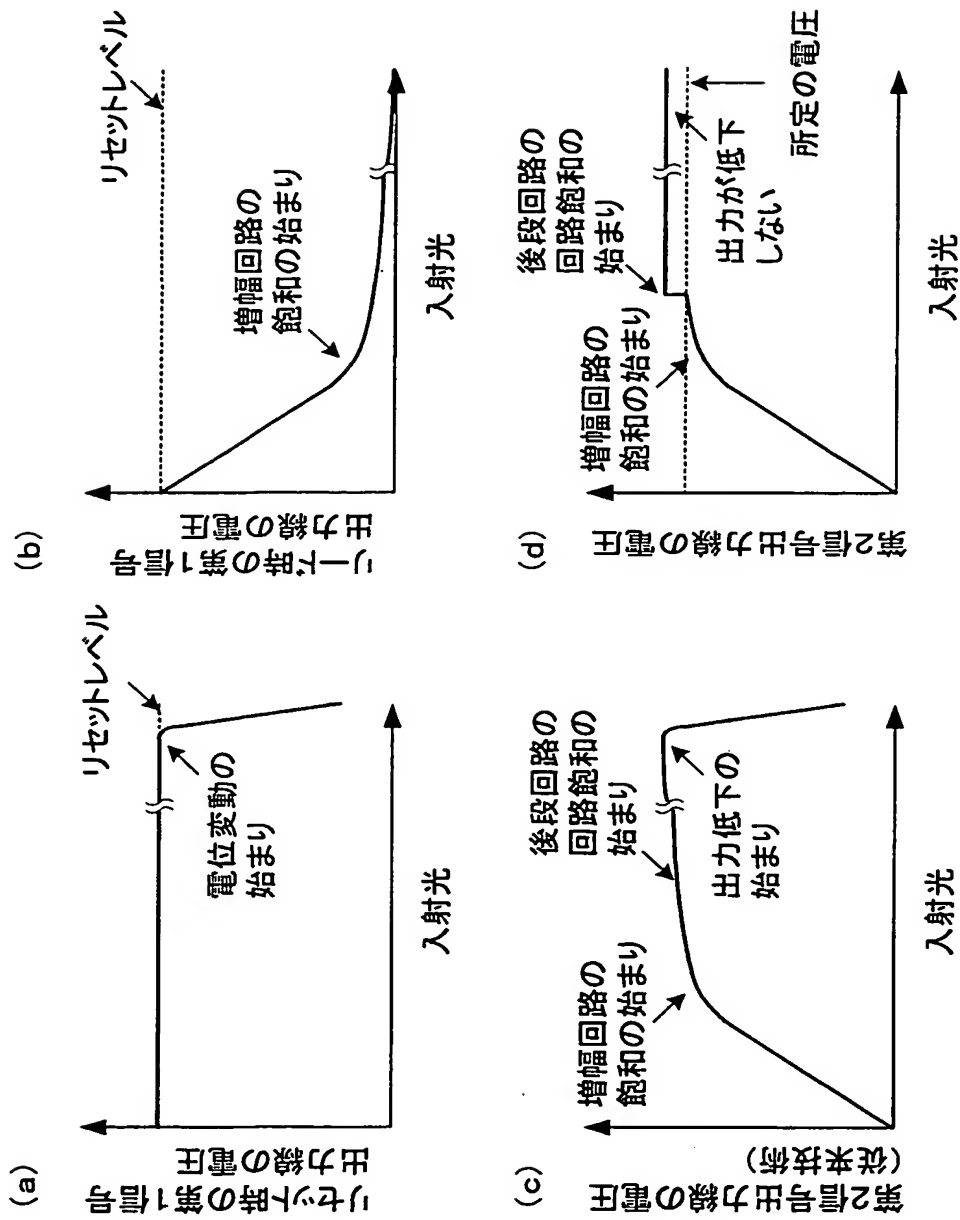 (a)
リセット時の第1信号
出力線の電圧
リセットレベル
電位変動の
始まり
入射光
(b)
リード時の第1信号
出力線の電圧
リセットレベル
増幅回路の
飽和の始まり
入射光
(c)
第2信号出力線の電圧
(従来技術)
増幅回路の
飽和の始まり
後段回路の
回路飽和の
始まり
出力低下の
始まり
入射光
(d)
第2信号出力線の電圧
増幅回路の
飽和の始まり
後段回路の
回路飽和の
始まり
出力が低下
しない
所定の電圧
入射光